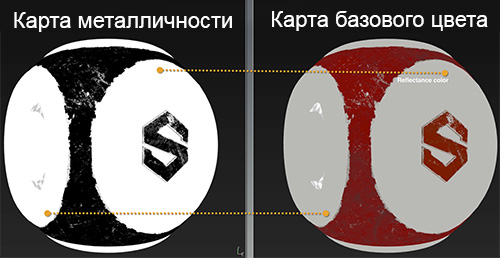 Карта металличности
Карта базового цвета
Reflectance color
S
S